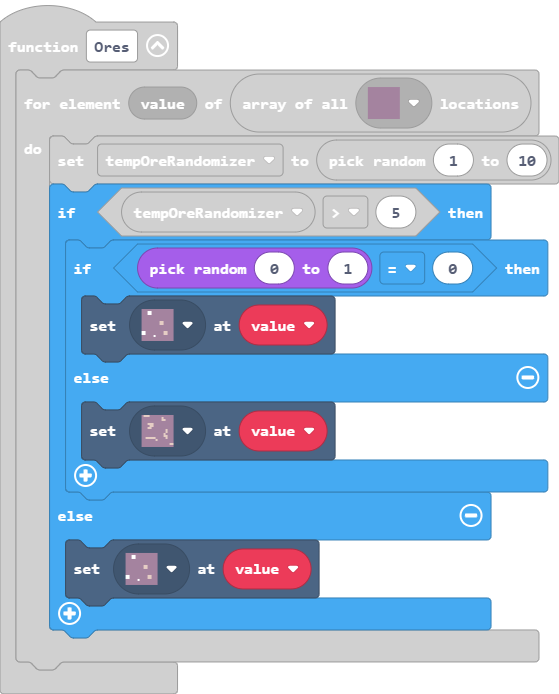 function Ores
for element value of array of all locations
do
set tempOreRandomizer to pick random 1 to 10
if tempOreRandomizer > 5 then
if pick random 0 to 1 = 0 then
set at value
else
set at value
else
set at value